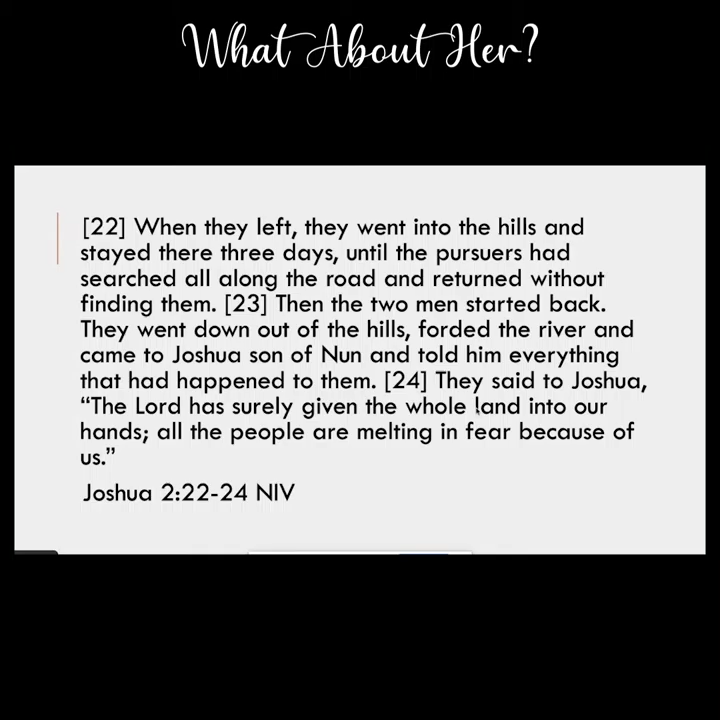 What About Her?
[22] When they left, they went into the hills and
stayed there three days, until the pursuers had
searched all along the road and returned without
finding them. [23] Then the two men started back.
They went down out of the hills, forded the river and
came to Joshua son of Nun and told him everything
that had happened to them. [24] They said to Joshua,
“The Lord has surely given the whole land into our
hands; all the people are melting in fear because of
us.”
Joshua 2:22-24 NIV